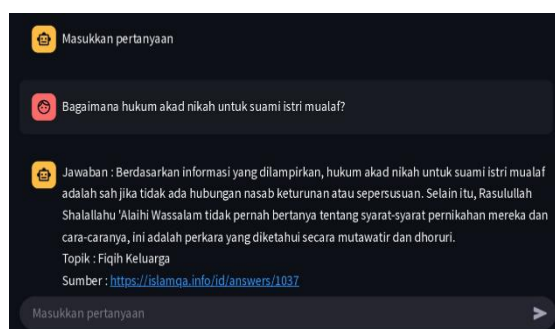 Masukkan pertanyaan
Bagaimana hukum akad nikah untuk suami istri mualaf?
Jawaban : Berdasarkan informasi yang dilampirkan, hukum akad nikah untuk suami istri mualaf
adalah sah jika tidak ada hubungan nasab keturunan atau sepersusuan. Selain itu, Rasulullah
Shalallahu 'Alaihi Wassalam tidak pernah bertanya tentang syarat-syarat pernikahan mereka dan
cara-caranya, ini adalah perkara yang diketahui secara mutawatir dan dhoruri.
Topik : Fiqih Keluarga
Sumber : https://islamqa.info/id/answers/1037
Masukkan pertanyaan